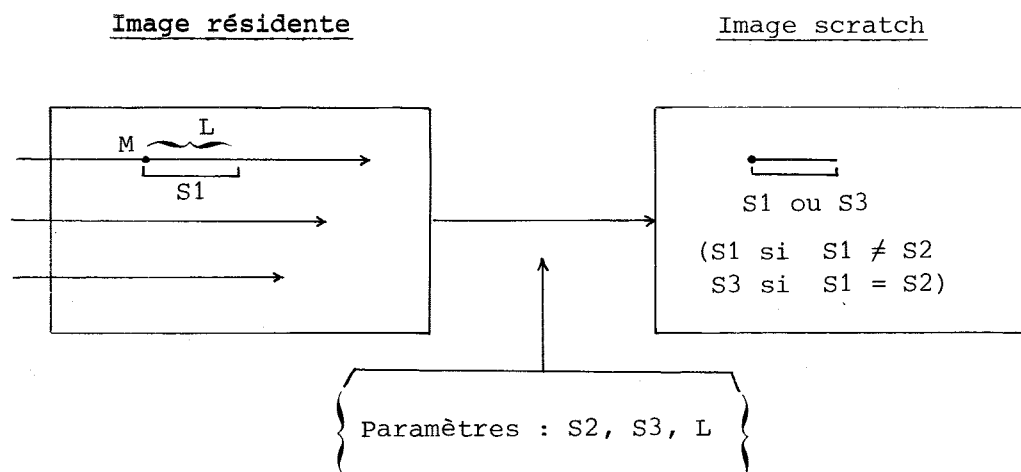 Image résidente
Image scratch
L
M
S1
S1 ou S3
(S1 si S1 ≠ S2
S3 si S1 = S2)
Paramètres : S2, S3, L